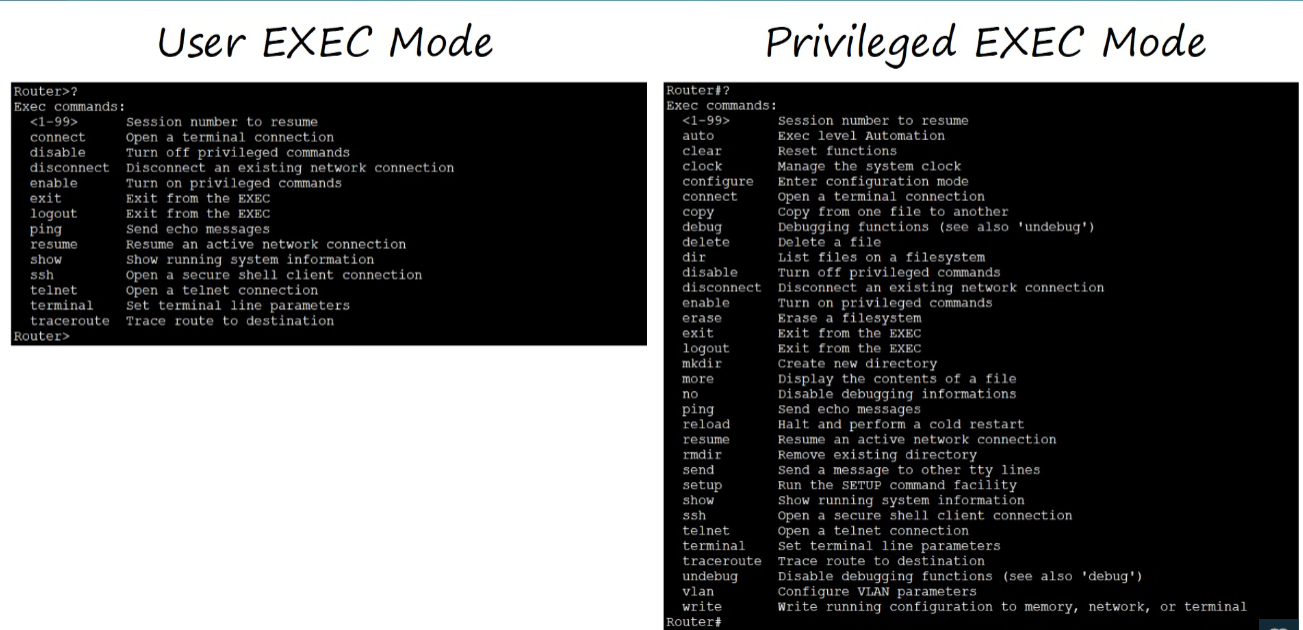 User EXEC Mode
Router>?
Exec commands:
<1-99> Session number to resume
connect Open a terminal connection
disable Turn off privileged commands
disconnect Disconnect an existing network connection
enable Turn on privileged commands
exit Exit from the EXEC
logout Exit from the EXEC
ping Send echo messages
resume Resume an active network connection
show Show running system information
ssh Open a secure shell client connection
telnet Open a telnet connection
terminal Set terminal line parameters
traceroute Trace route to destination
Router>
Privileged EXEC Mode
Router#?
Exec commands:
<1-99> Session number to resume
auto Exec level Automation
clear Reset functions
clock Manage the system clock
configure Enter configuration mode
connect Open a terminal connection
copy Copy from one file to another
debug Debugging functions (see also 'undebug')
delete Delete a file
dir List files on a filesystem
disable Turn off privileged commands
disconnect Disconnect an existing network connection
enable Turn on privileged commands
erase Erase a filesystem
exit Exit from the EXEC
logout Exit from the EXEC
mkdir Create new directory
more Display the contents of a file
no Disable debugging informations
ping Send echo messages
reload Halt and perform a cold restart
resume Resume an active network connection
rmdir Remove existing directory
send Send a message to other tty lines
setup Run the SETUP command facility
show Show running system information
ssh Open a secure shell client connection
telnet Open a telnet connection
terminal Set terminal line parameters
traceroute Trace route to destination
undebug Disable debugging functions (see also 'debug')
vlan Configure VLAN parameters
write Write running configuration to memory, network, or terminal
Router#